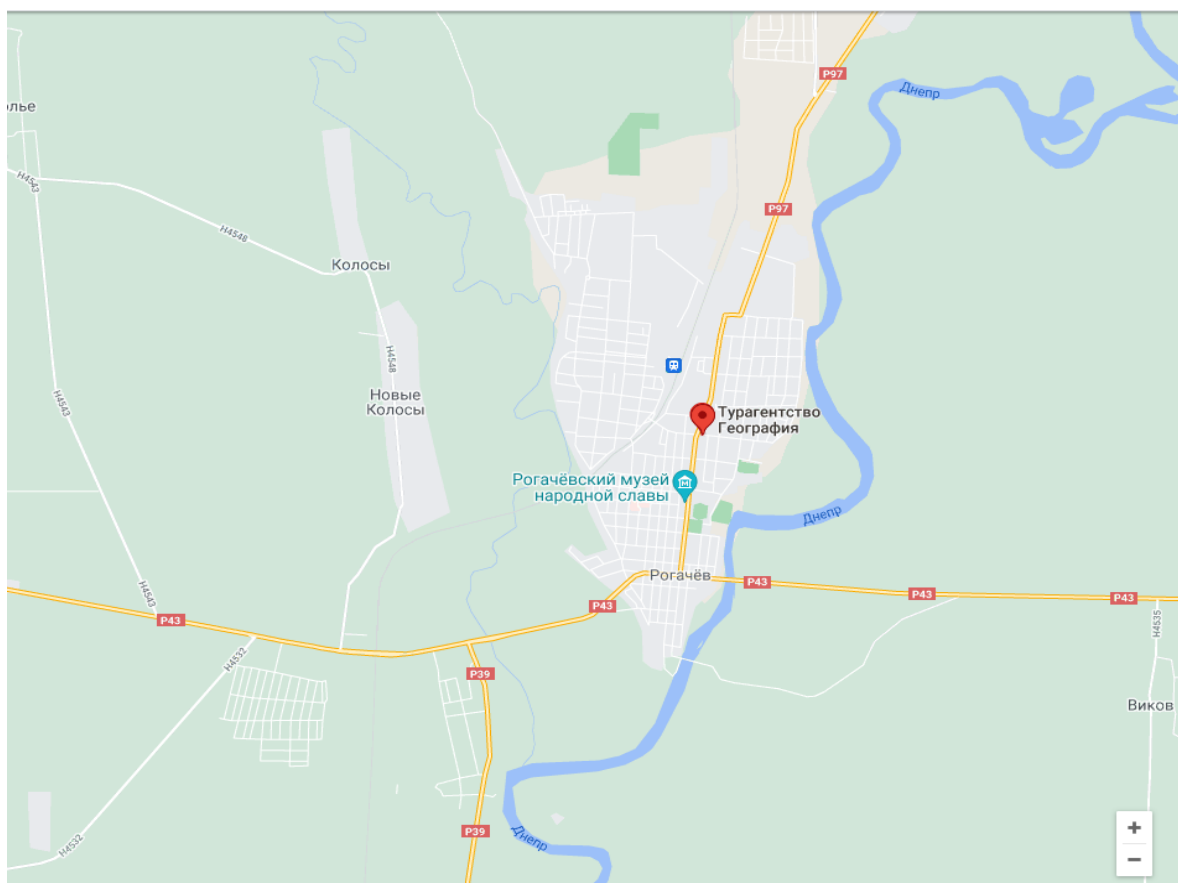 Р97
Днепр
олье
Н4543
Н4548
Р97
Колосы
Н4548
Н4543
Новые
Колосы
Турагентство
География
Рогачёвский музей
народной славы
Днепр
Рогачёв
Р43
Р43
Р43
Н4543
Р43
Р43
Н4535
Н4532
Р39
Виков
Р39
Днепр
Н4532
+
−